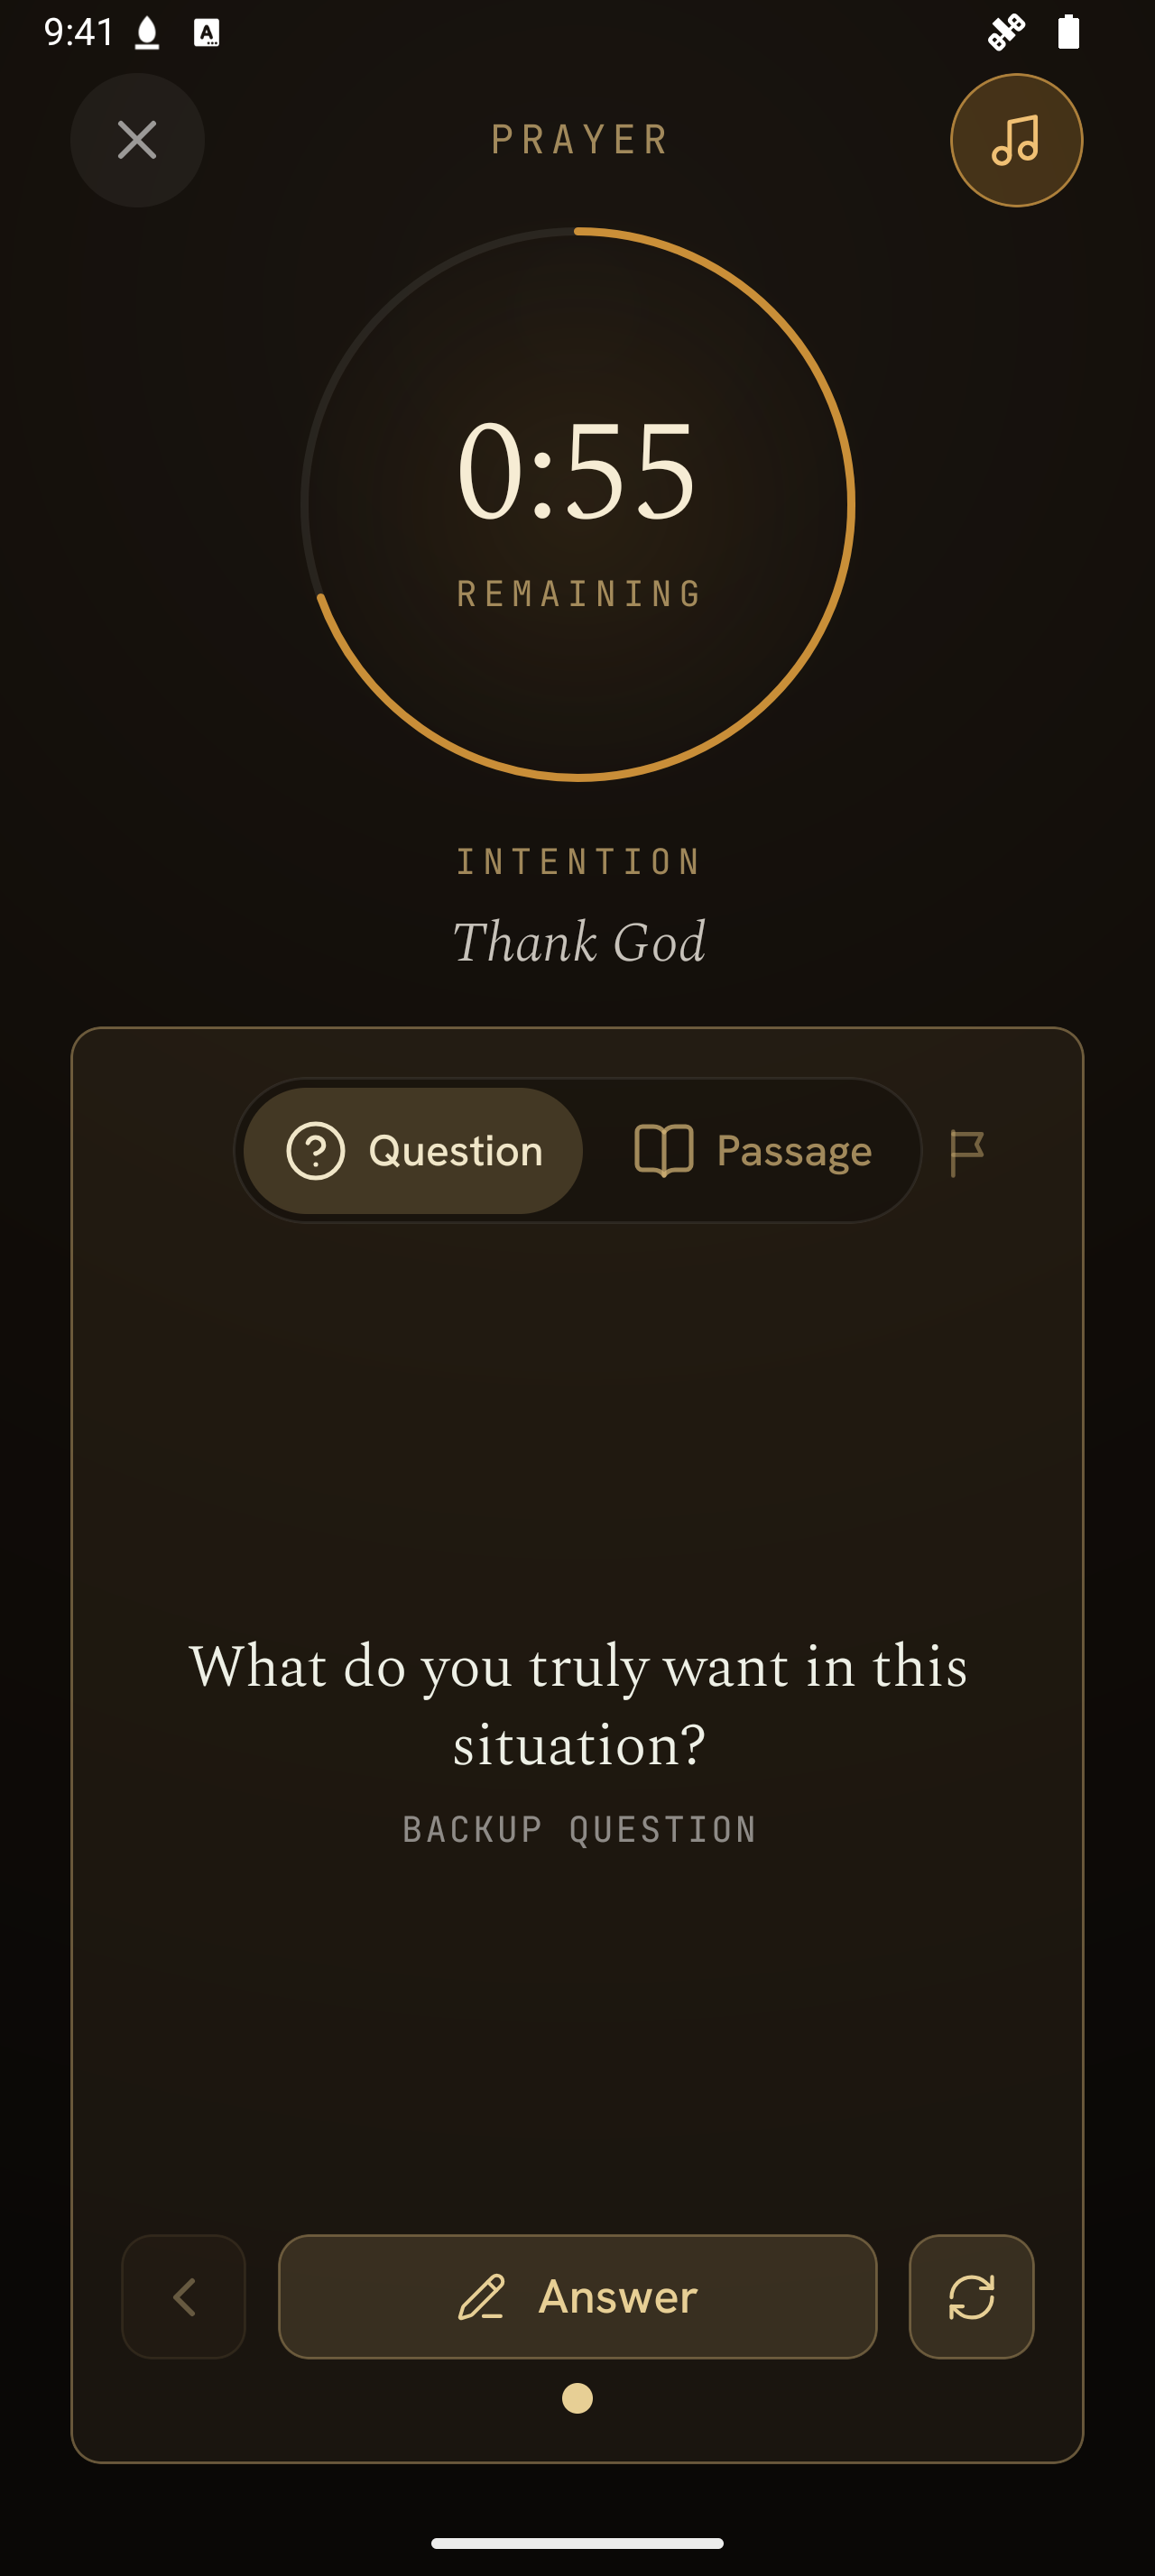 9:41
PRAYER
0:55
REMAINING
INTENTION
Thank God
Question
Passage
What do you truly want in this
situation?
BACKUP QUESTION
Answer